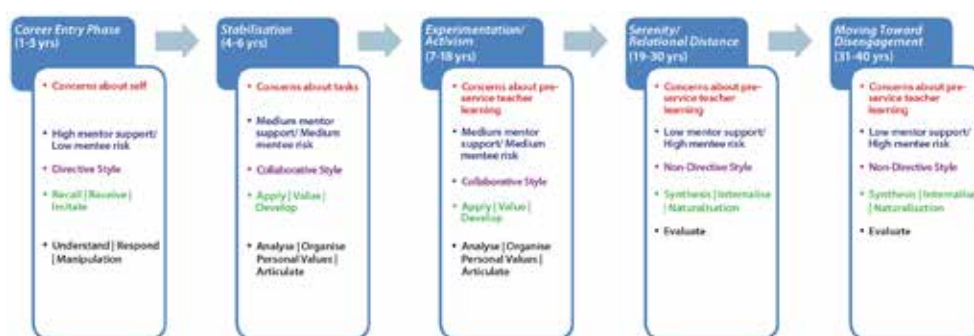 Career Entry Phase
(1-3 yrs)
• Concerns about self
• High mentor support/
Low mentee risk
• Directive Style
• Recall | Receive |
Imitate
• Understand | Respond
| Manipulation
Stabilisation
(4-6 yrs)
• Concerns about tasks
• Medium mentor
support/ Medium
mentee risk
• Collaborative Style
• Apply | Value |
Develop
• Analyse | Organise
Personal Values |
Articulate
Experimentation/
Activism
(7-18 yrs)
• Concerns about pre-
service teacher
learning
• Medium mentor
support/ Medium
mentee risk
• Collaborative Style
• Apply | Value |
Develop
• Analyse | Organise
Personal Values |
Articulate
Serenity/
Relational Distance
(19-30 yrs)
• Concerns about pre-
service teacher
learning
• Low mentor support/
High mentee risk
• Non-Directive Style
• Synthesis | Internalise
| Naturalisation
• Evaluate
Moving Toward
Disengagement
(31-40 yrs)
• Concerns about pre-
service teacher
learning
• Low mentor support/
High mentee risk
• Non-Directive Style
• Synthesis | Internalise
| Naturalisation
• Evaluate